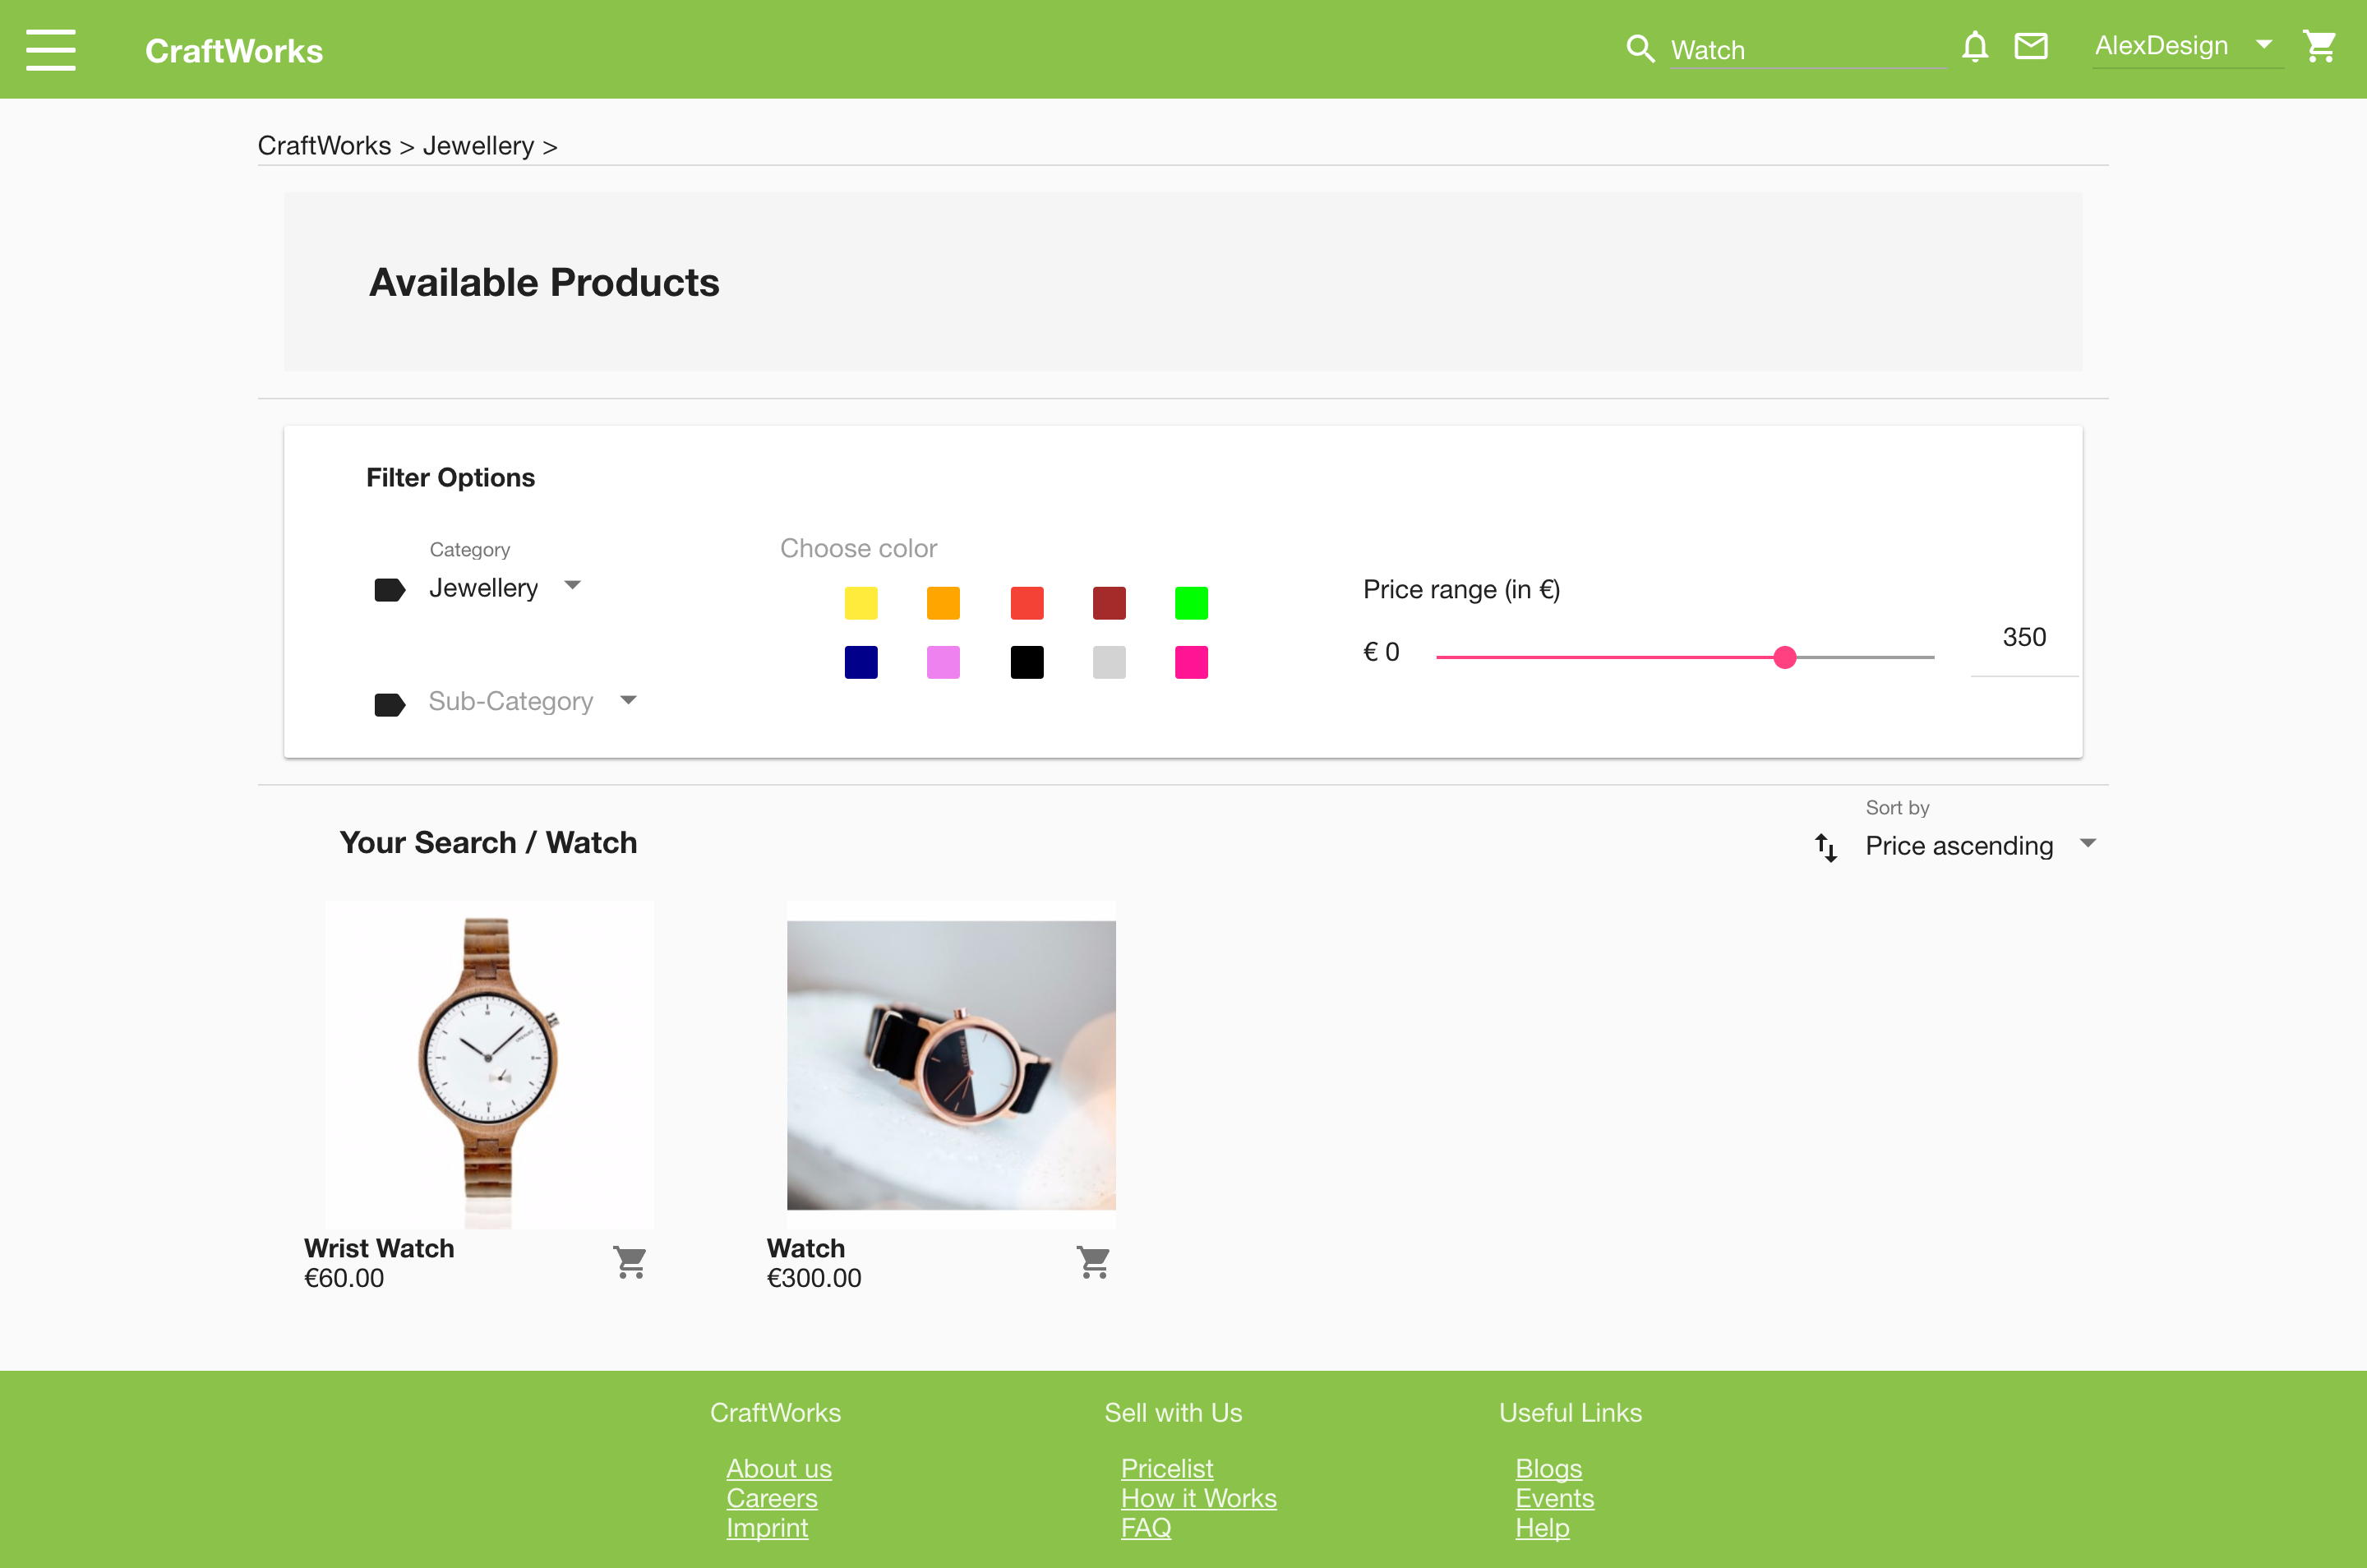 CraftWorks
Watch
AlexDesign
CraftWorks > Jewellery >
Available Products
Filter Options
Category
Jewellery
Sub-Category
Choose color
Price range (in €)
€ 0
350
Your Search / Watch
Sort by
Price ascending
Wrist Watch
€60.00
Watch
€300.00
CraftWorks
About us
Careers
Imprint
Sell with Us
Pricelist
How it Works
FAQ
Useful Links
Blogs
Events
Help